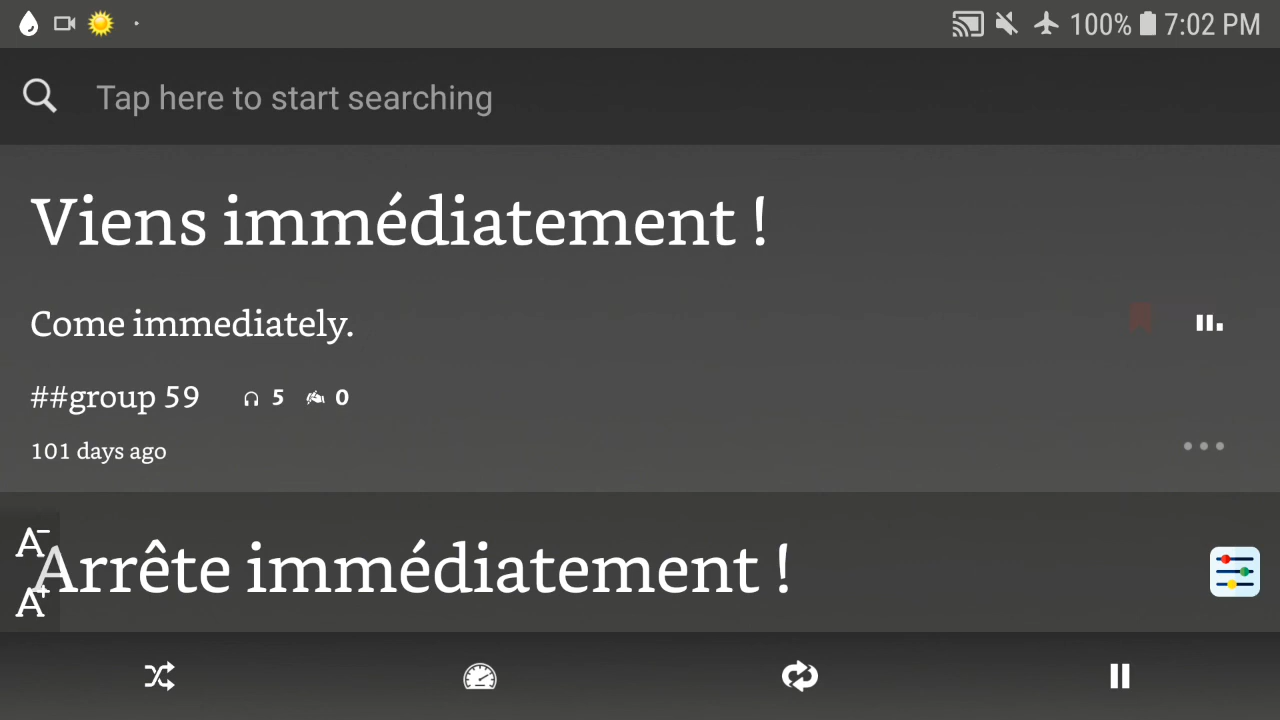 100% 7:02 PM
Tap here to start searching
Viens immédiatement !
Come immediately.
##group 59 5 0
101 days ago
A-
Arrête immédiatement !
A+